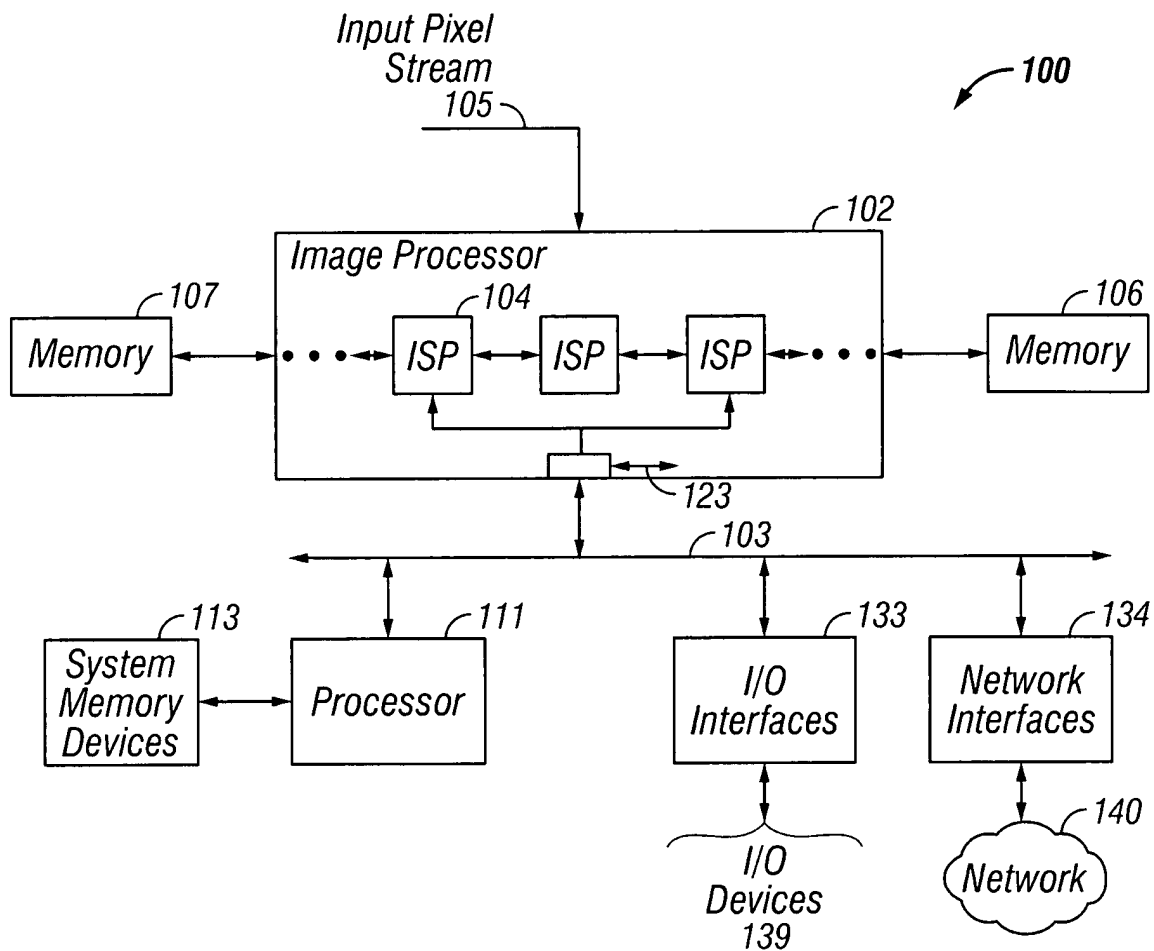 Input Pixel
Stream
105
100
102
Image Processor
107
Memory
104
ISP
ISP
ISP
106
Memory
123
103
113
System
Memory
Devices
111
Processor
133
I/O
Interfaces
134
Network
Interfaces
I/O
Devices
139
140
Network